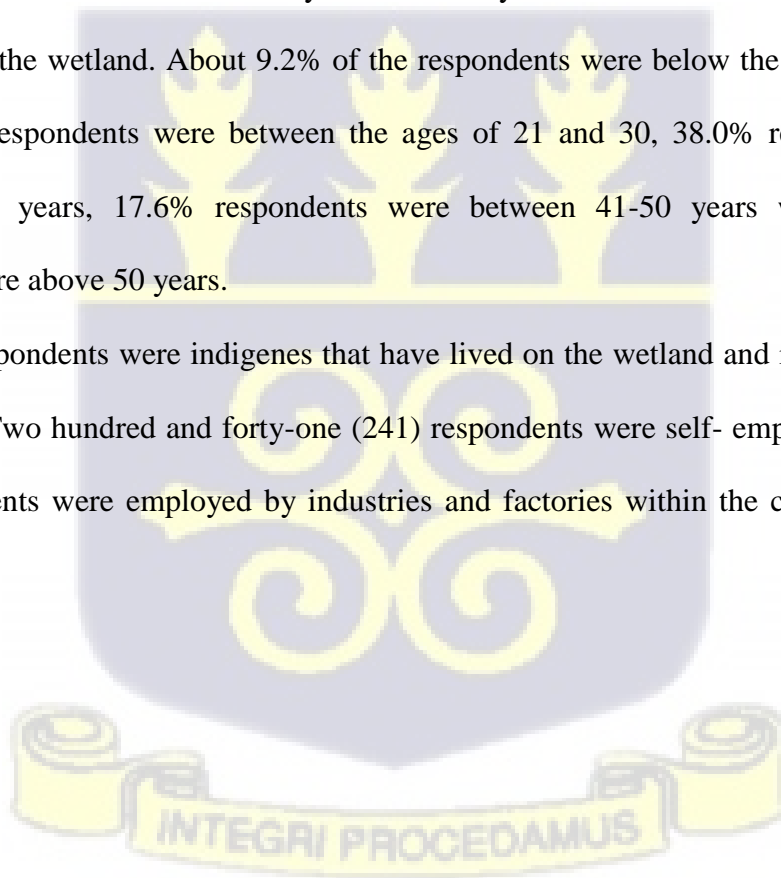 the wetland. About 9.2% of the respondents were below the
espondents were between the ages of 21 and 30, 38.0% r
years, 17.6% respondents were between 41-50 years
re above 50 years.
pondents were indigenes that have lived on the wetland and
Two hundred and forty-one (241) respondents were self- emp
ents were employed by industries and factories within the c
INTEGRI PROCEDAMUS